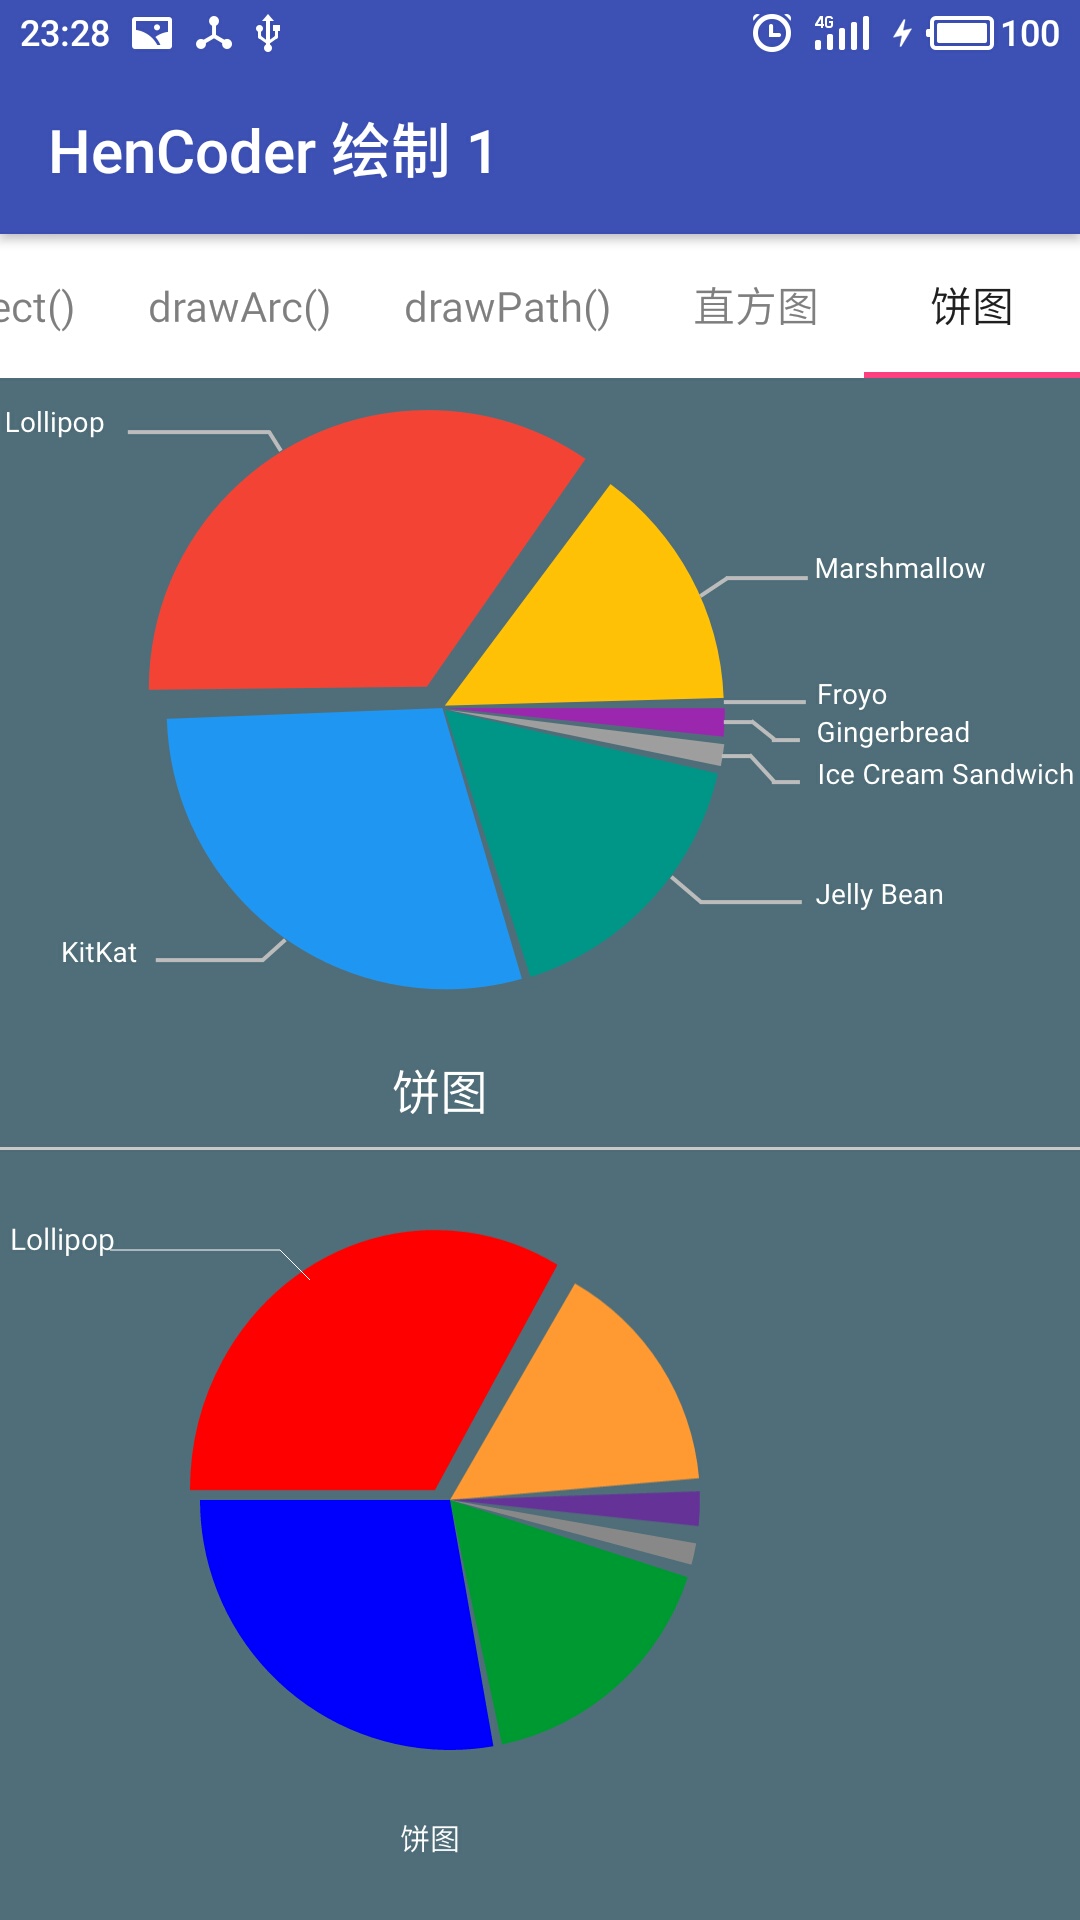 23:28 4G 100
HenCoder 绘制 1
ect() drawArc() drawPath() 直方图 饼图
Lollipop
Marshmallow
Froyo
Gingerbread
Ice Cream Sandwich
Jelly Bean
KitKat
饼图
Lollipop
饼图